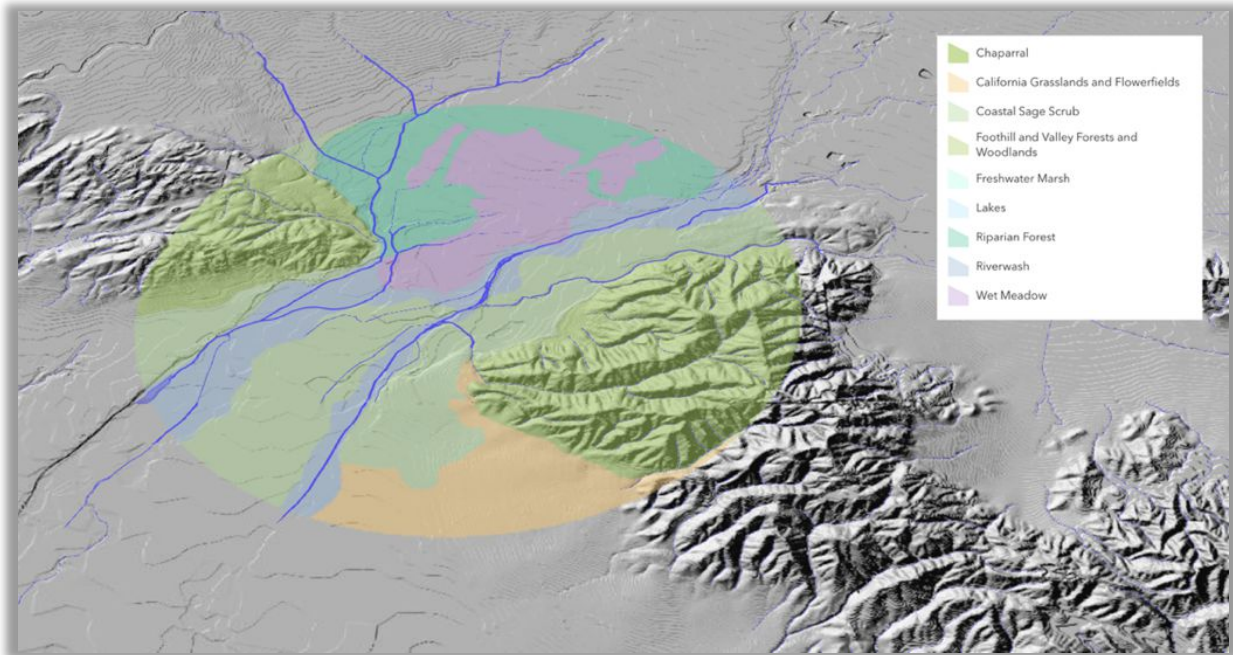 Chaparral
California Grasslands and Flowerfields
Coastal Sage Scrub
Foothill and Valley Forests and
Woodlands
Freshwater Marsh
Lakes
Riparian Forest
Riverwash
Wet Meadow